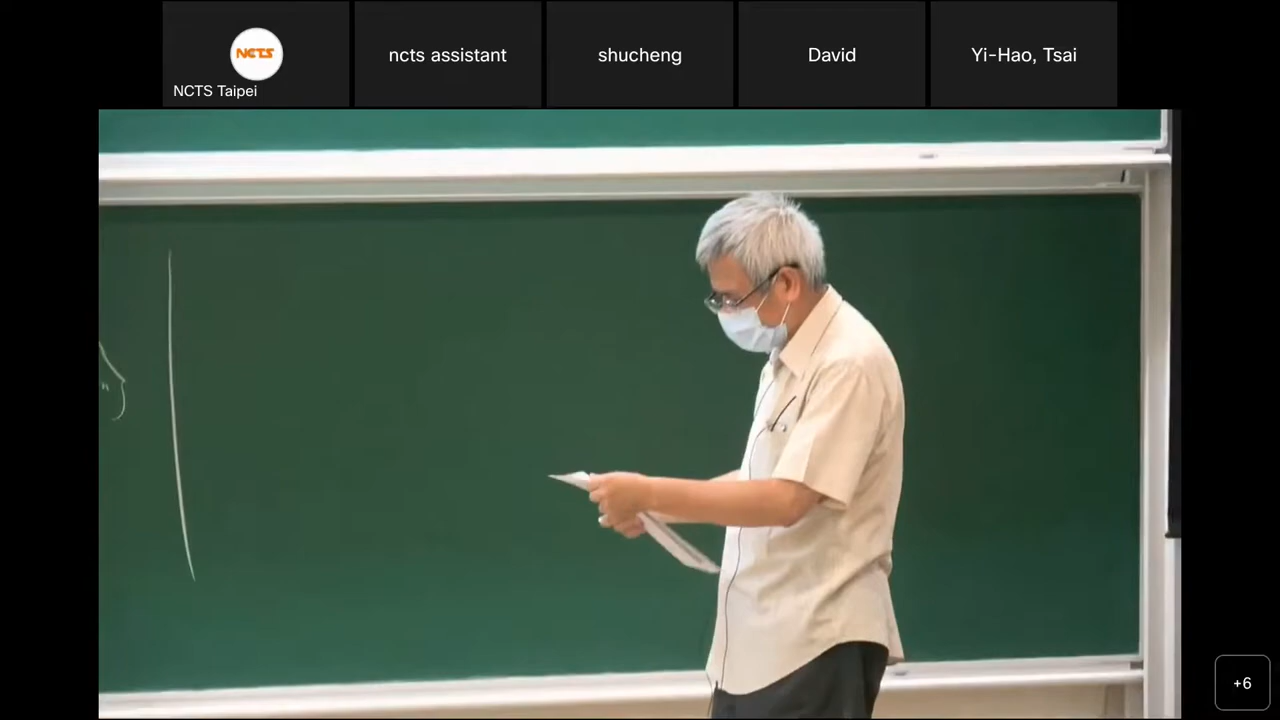 NCTS
NCTS Taipei
ncts assistant
shucheng
David
Yi-Hao, Tsai
+6